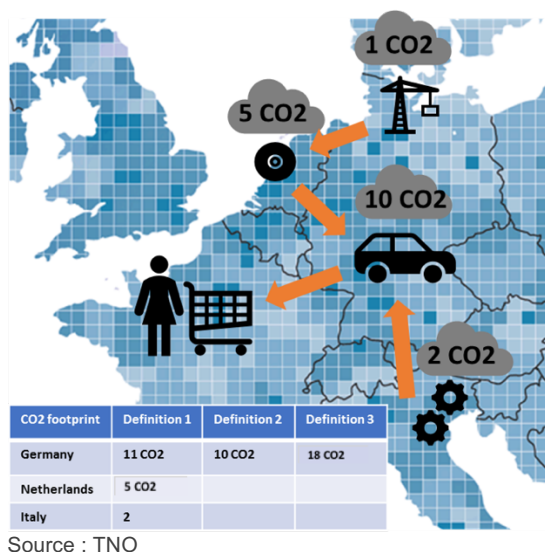 1 CO2
5 CO2
10 CO2
2 CO2
CO2 footprint Definition 1 Definition 2 Definition 3
Germany 11 CO2 10 CO2 18 CO2
Netherlands 5 CO2
Italy 2
Source : TNO